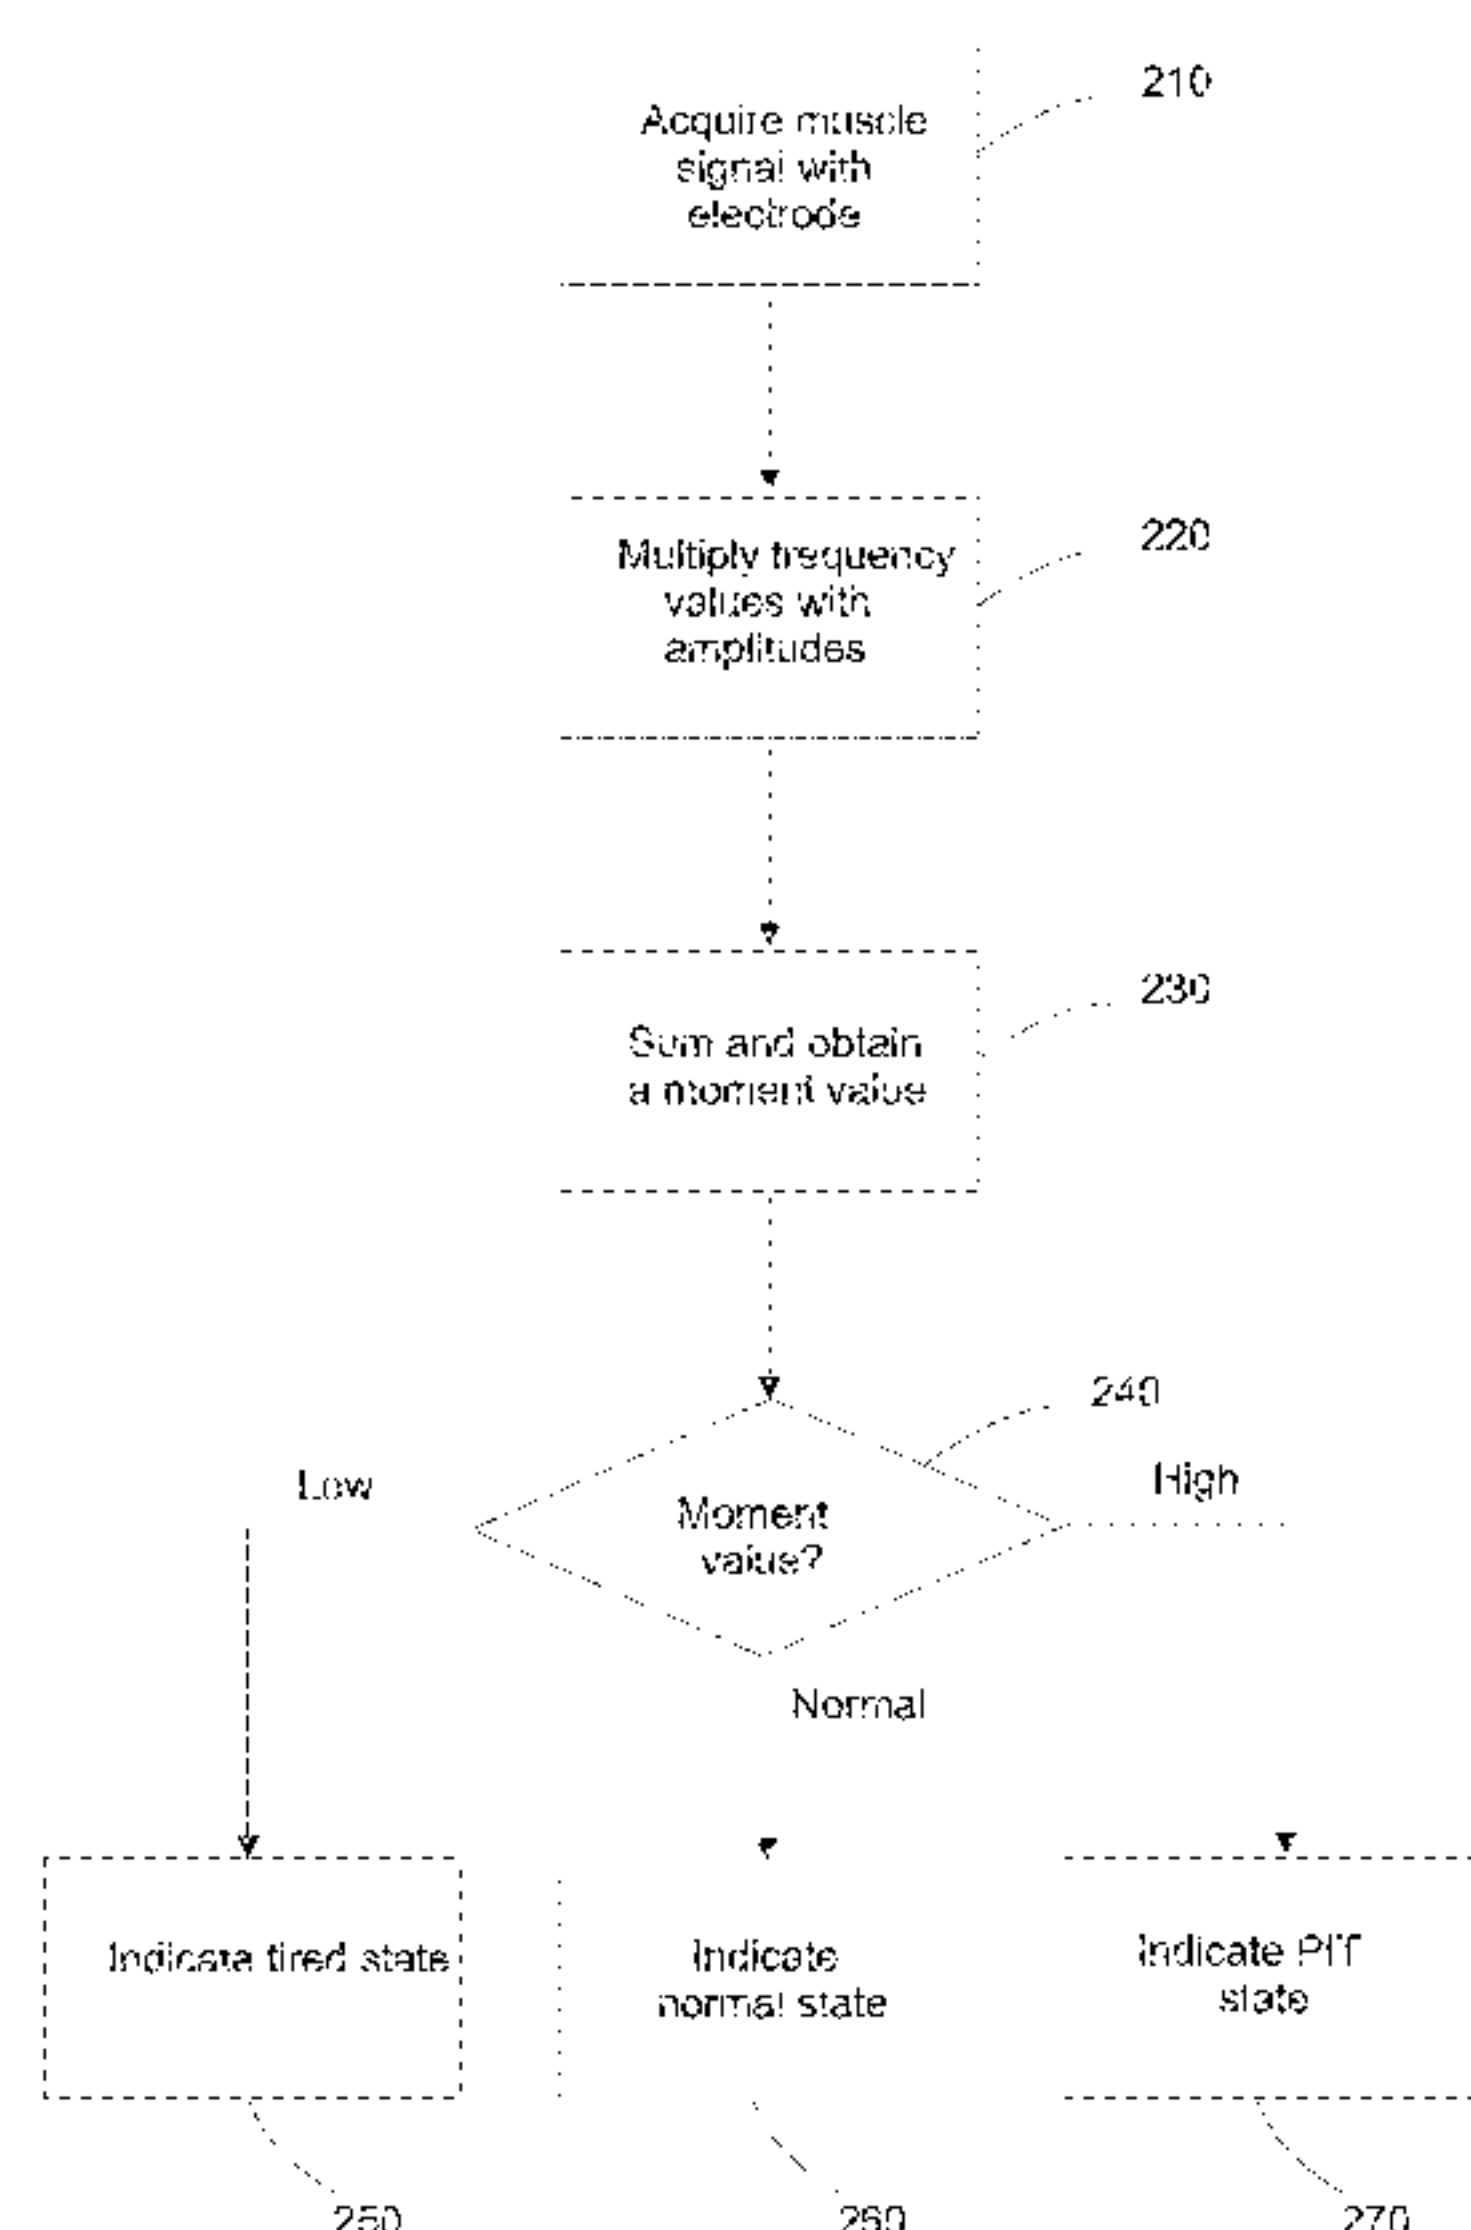 210
Acquire muscle
signal with
electrode
220
Multiply frequency
values with
amplitudes
230
Sum and obtain
a moment value
240
Low
High
Moment
value?
Normal
Indicate tired state
Indicate
normal state
Indicate
state
250
260
270